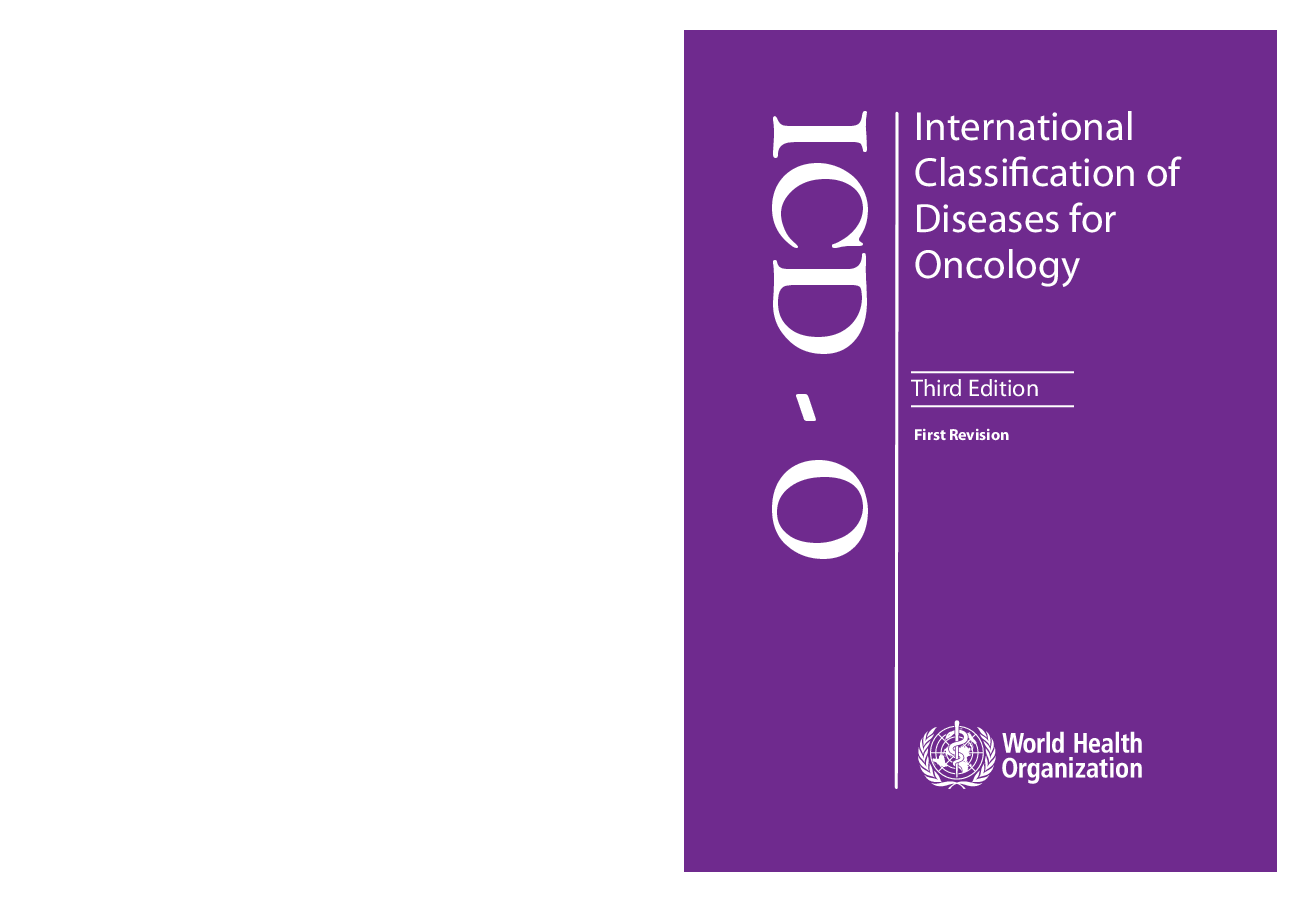 ICD-O
International
Classification of
Diseases for
Oncology
Third Edition
First Revision
World Health
Organization